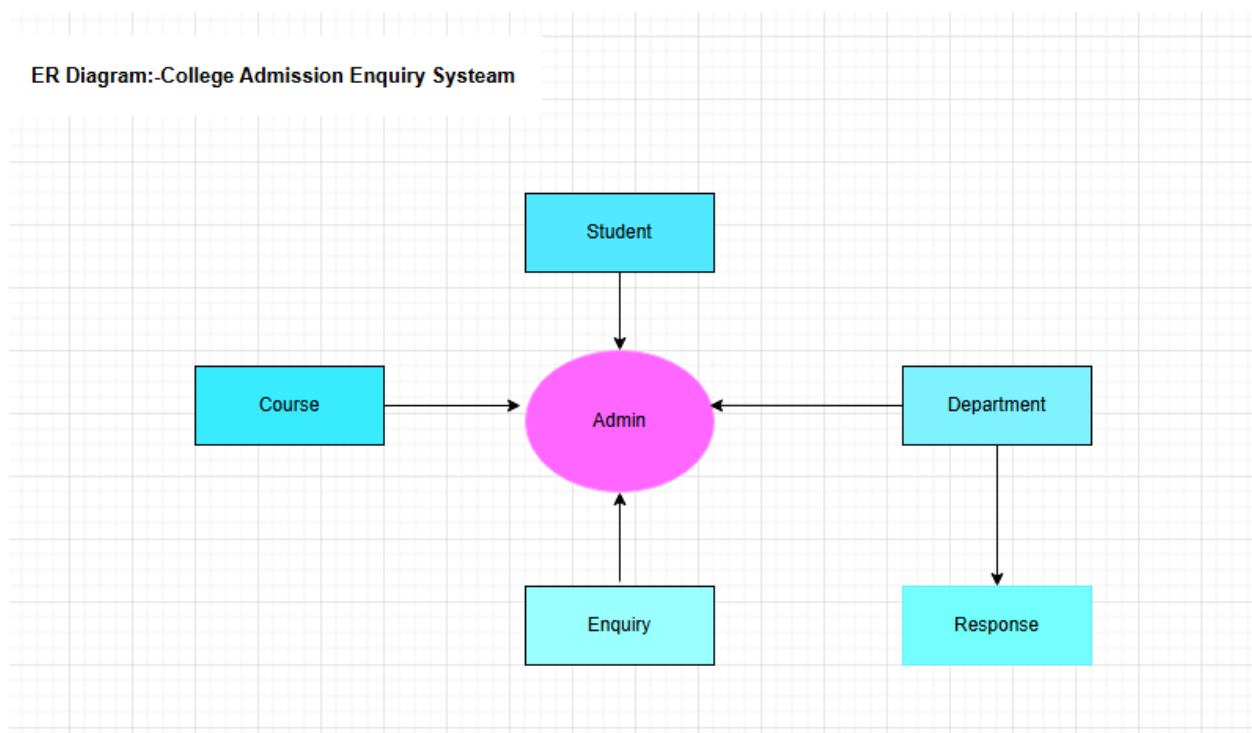 ER Diagram:-College Admission Enquiry Systeam
Student
Course
Admin
Department
Enquiry
Response